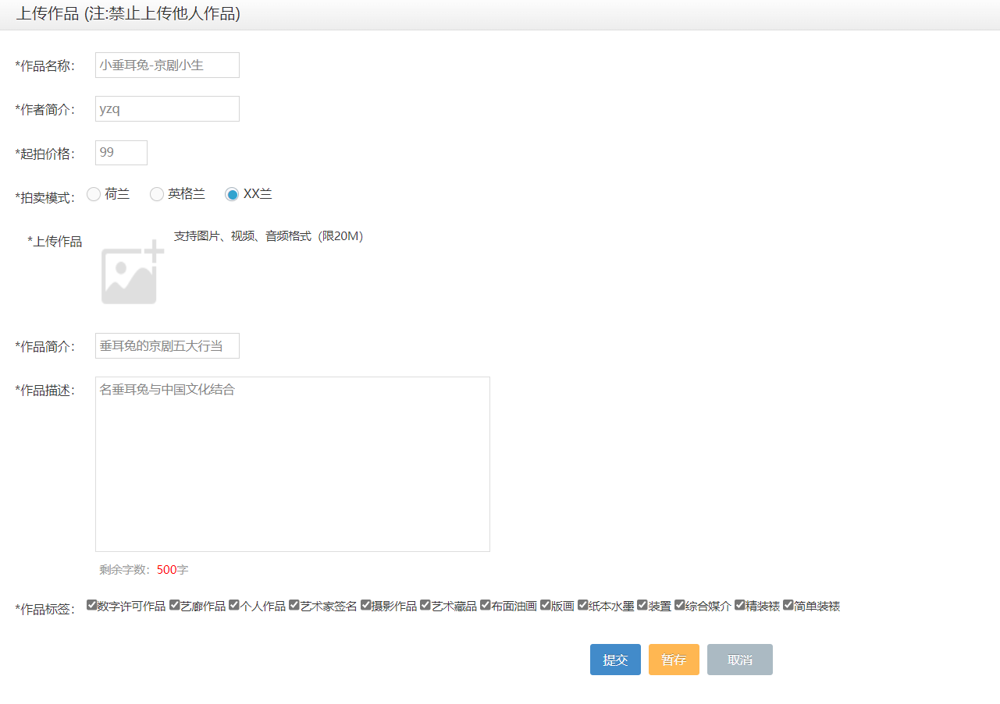 上传作品 (注:禁止上传他人作品)
*作品名称： 小垂耳兔-京剧小生
*作者简介： yzq
*起拍价格： 99
*拍卖模式： 荷兰 英格兰 XX兰
*上传作品 支持图片、视频、音频格式（限20M）
*作品简介： 垂耳兔的京剧五大行当
*作品描述： 名垂耳兔与中国文化结合
剩余字数：500字
*作品标签： 数字许可作品 艺廊作品 个人作品 艺术家签名 摄影作品 艺术藏品 布面油画 版画 纸本水墨 装置 综合媒介 精装裱 简单装裱
提交 暂存 取消